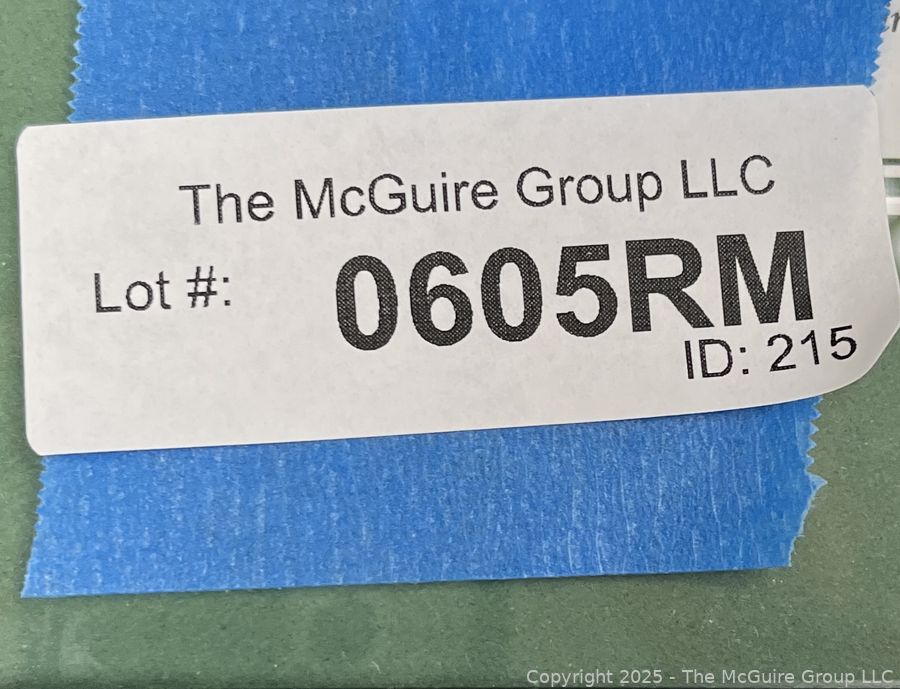 The McGuire Group LLC
Lot #:
0605RM
ID: 215
Copyright 2025 - The McGuire Group LLC